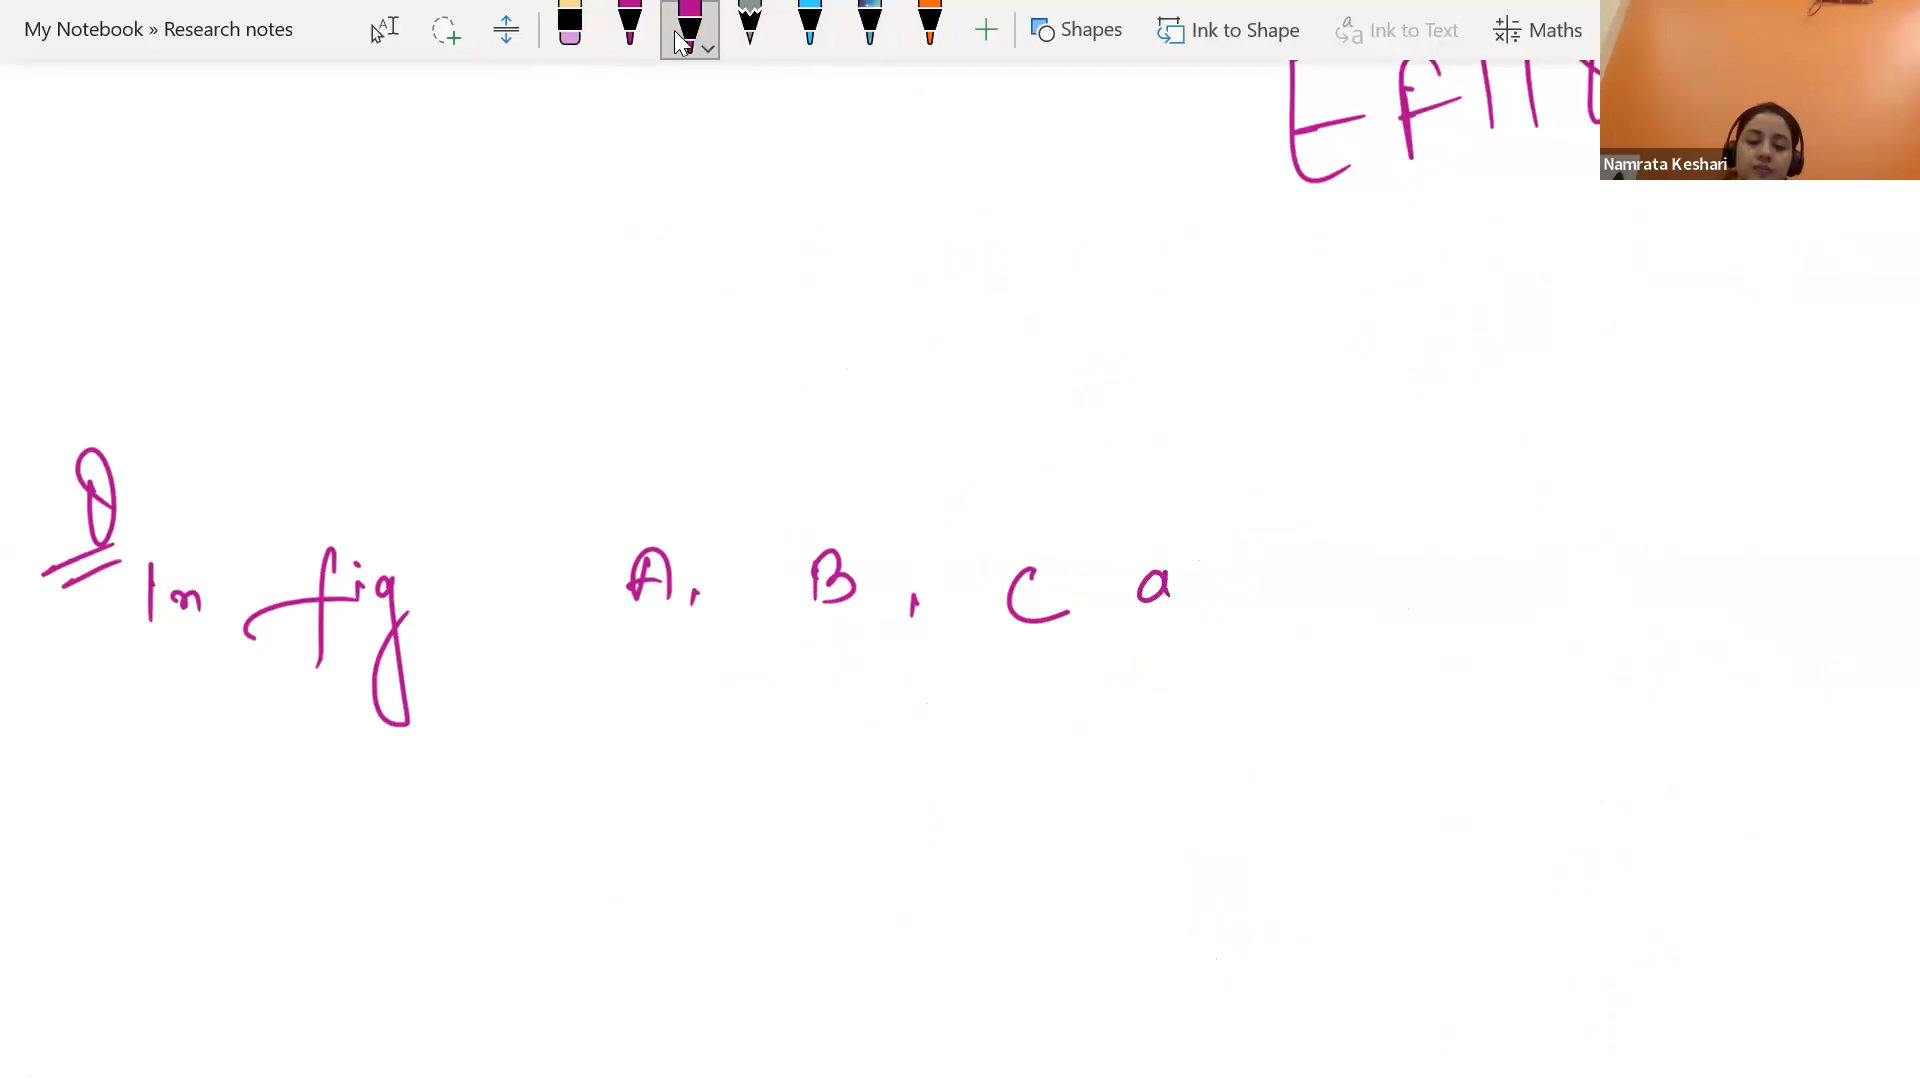 My Notebook » Research notes Shapes Ink to Shape Ink to Text Maths
Namrata Keshari
Q
In fig A, B, C a